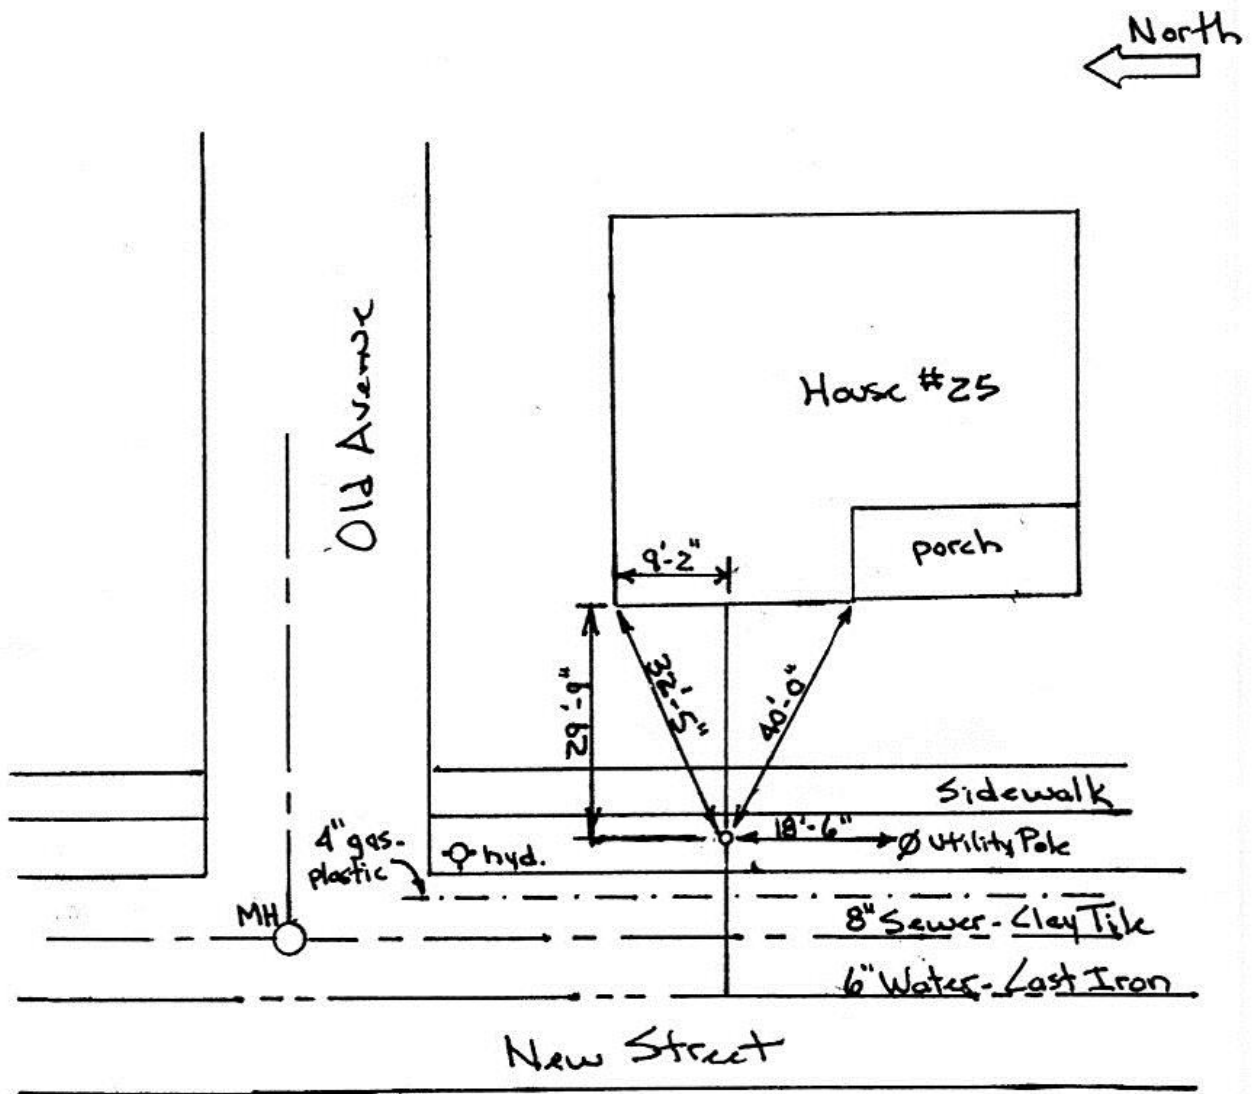 North
Old Avenue
House #25
porch
9'-2"
29'-9"
32'-5"
40'-0"
Sidewalk
18'-6"
Utility Pole
hyd.
4" gas-
plastic
MH
8" Sewer - Clay Tile
6" Water - Cast Iron
New Street